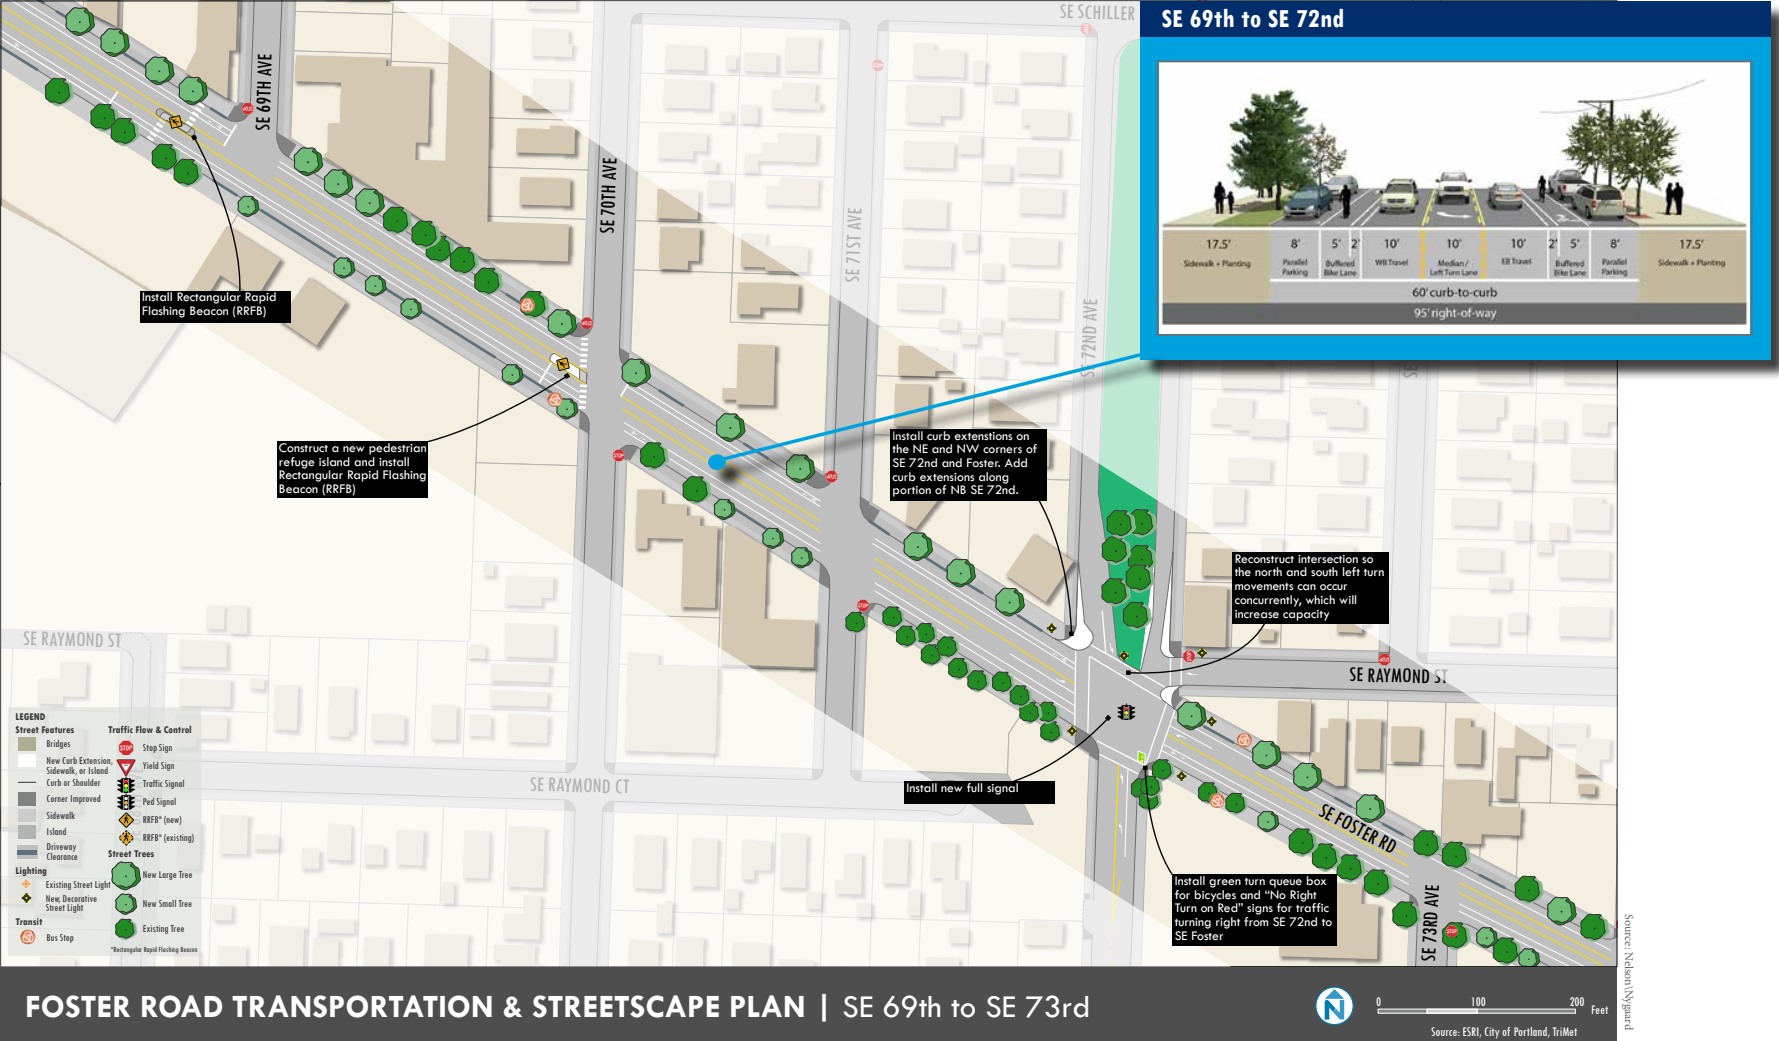 SE SCHILLER
SE 69th to SE 72nd
17.5'
8'
5'
2'
10'
10'
10'
2'
5'
8'
17.5'
Sidewalk + Planting
Parallel
Parking
Buffered
Bike Lane
WB Travel
Median /
Left Turn Lane
EB Travel
Buffered
Bike Lane
Parallel
Parking
Sidewalk + Planting
60' curb-to-curb
95' right-of-way
SE 69TH AVE
SE 70TH AVE
SE 71ST AVE
SE 72ND AVE
STOP
STOP
STOP
STOP
STOP
STOP
STOP
Install Rectangular Rapid
Flashing Beacon (RRFB)
Construct a new pedestrian
refuge island and install
Rectangular Rapid Flashing
Beacon (RRFB)
Install curb extenstions on
the NE and NW corners of
SE 72nd and Foster. Add
curb extensions along
portion of NB SE 72nd.
Reconstruct intersection so
the north and south left turn
movements can occur
concurrently, which will
increase capacity
SE RAYMOND ST
SE RAYMOND ST
SE RAYMOND CT
Install new full signal
SE FOSTER RD
SE 73RD AVE
Install green turn queue box
for bicycles and “No Right
Turn on Red” signs for traffic
turning right from SE 72nd to
SE Foster
LEGEND
Street Features
Bridges
New Curb Extension,
Sidewalk, or Island
Curb or Shoulder
Corner Improved
Sidewalk
Island
Driveway
Clearance
Lighting
Existing Street Light
New, Decorative
Street Light
Transit
Bus Stop
Traffic Flow & Control
STOP
Stop Sign
Yield Sign
Traffic Signal
Ped Signal
RRFB* (new)
RRFB* (existing)
Street Trees
New Large Tree
New Small Tree
Existing Tree
*Rectangular Rapid Flashing Beacon
FOSTER ROAD TRANSPORTATION & STREETSCAPE PLAN | SE 69th to SE 73rd
N
0 100 200
Feet
Source: ESRI, City of Portland, TriMet
Source: Nelson\Nygaard